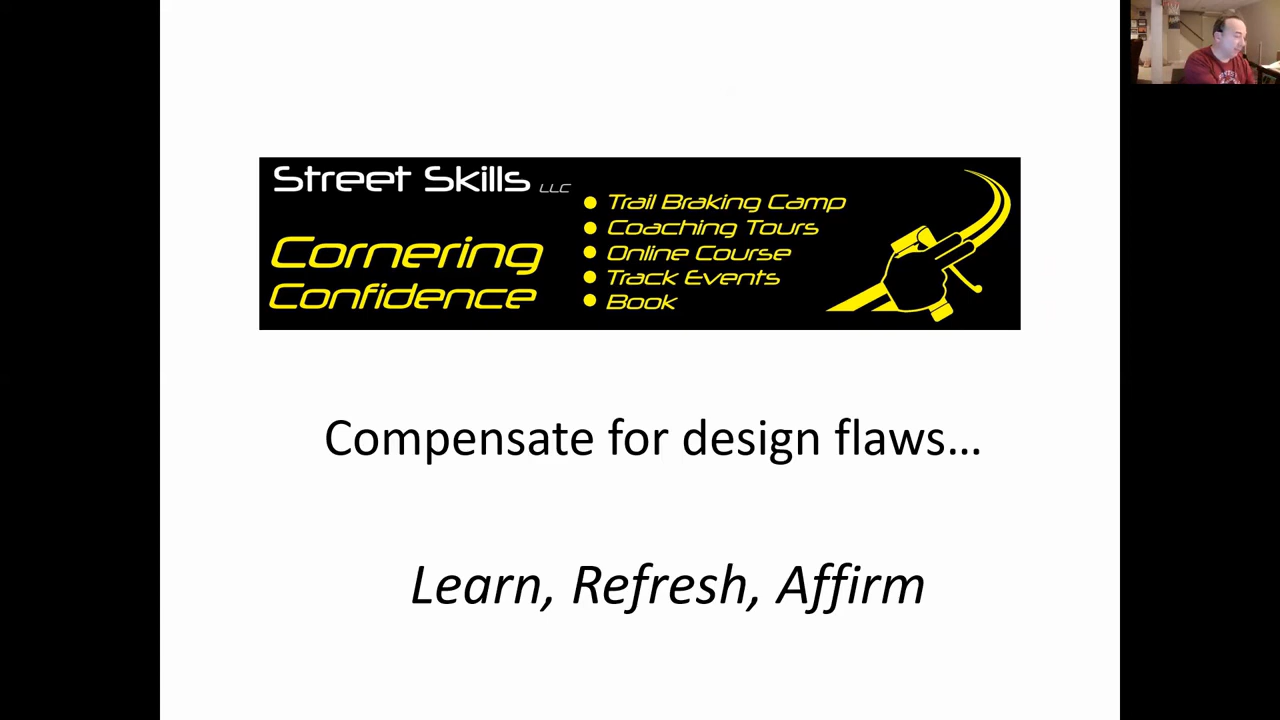 Street Skills LLC
Cornering
Confidence
• Trail Braking Camp
• Coaching Tours
• Online Course
• Track Events
• Book
Compensate for design flaws…
Learn, Refresh, Affirm